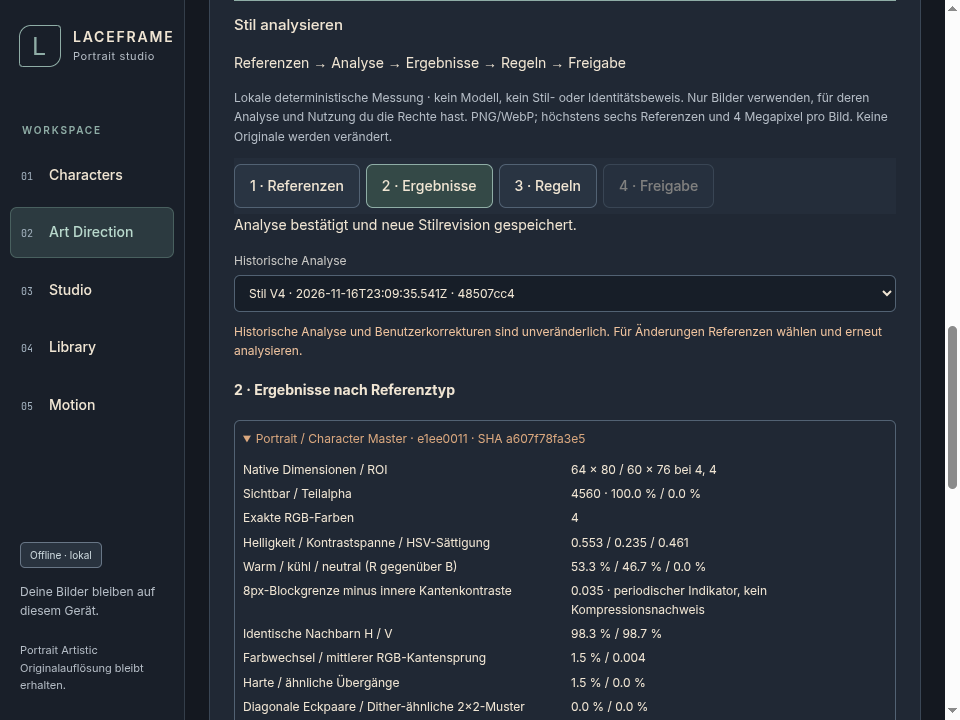 L
LACEFRAME
Portrait studio
WORKSPACE
01 Characters
02 Art Direction
03 Studio
04 Library
05 Motion
Offline · lokal
Deine Bilder bleiben auf
diesem Gerät.
Portrait Artistic
Originalauflösung bleibt
erhalten.
Stil analysieren
Referenzen → Analyse → Ergebnisse → Regeln → Freigabe
Lokale deterministische Messung · kein Modell, kein Stil- oder Identitätsbeweis. Nur Bilder verwenden, für deren
Analyse und Nutzung du die Rechte hast. PNG/WebP; höchstens sechs Referenzen und 4 Megapixel pro Bild. Keine
Originale werden verändert.
1 · Referenzen
2 · Ergebnisse
3 · Regeln
4 · Freigabe
Analyse bestätigt und neue Stilrevision gespeichert.
Historische Analyse
Stil V4 · 2026-11-16T23:09:35.541Z · 48507cc4
Historische Analyse und Benutzerkorrekturen sind unveränderlich. Für Änderungen Referenzen wählen und erneut
analysieren.
2 · Ergebnisse nach Referenztyp
▼ Portrait / Character Master · e1ee0011 · SHA a607f78fa3e5
Native Dimensionen / ROI 64 × 80 / 60 × 76 bei 4, 4
Sichtbar / Teilalpha 4560 · 100.0 % / 0.0 %
Exakte RGB-Farben 4
Helligkeit / Kontrastspanne / HSV-Sättigung 0.553 / 0.235 / 0.461
Warm / kühl / neutral (R gegenüber B) 53.3 % / 46.7 % / 0.0 %
8px-Blockgrenze minus innere Kantenkontraste 0.035 · periodischer Indikator, kein
Kompressionsnachweis
Identische Nachbarn H / V 98.3 % / 98.7 %
Farbwechsel / mittlerer RGB-Kantensprung 1.5 % / 0.004
Harte / ähnliche Übergänge 1.5 % / 0.0 %
Diagonale Eckpaare / Dither-ähnliche 2×2-Muster 0.0 % / 0.0 %